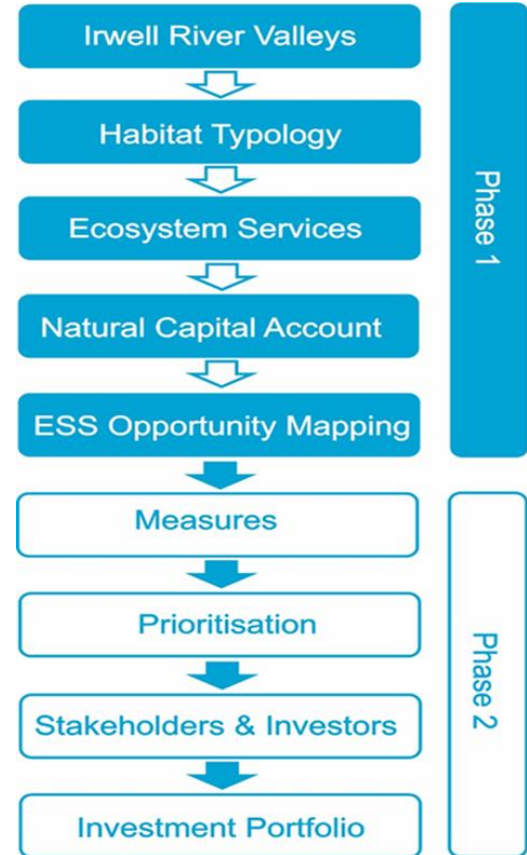 Irwell River Valleys
Habitat Typology
Ecosystem Services
Natural Capital Account
ESS Opportunity Mapping
Phase 1
Measures
Prioritisation
Stakeholders & Investors
Investment Portfolio
Phase 2